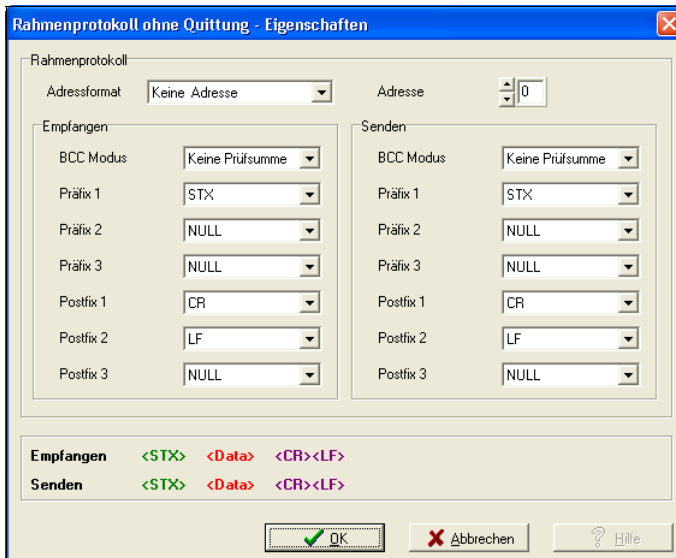 Rahmenprotokoll ohne Quittung - Eigenschaften
Rahmenprotokoll
Adressformat Keine Adresse Adresse 0
Empfangen
BCC Modus Keine Prüfsumme
Präfix 1 STX
Präfix 2 NULL
Präfix 3 NULL
Postfix 1 CR
Postfix 2 LF
Postfix 3 NULL
Senden
BCC Modus Keine Prüfsumme
Präfix 1 STX
Präfix 2 NULL
Präfix 3 NULL
Postfix 1 CR
Postfix 2 LF
Postfix 3 NULL
Empfangen <STX> <Data> <CR><LF>
Senden <STX> <Data> <CR><LF>
OK Abbrechen Hilfe